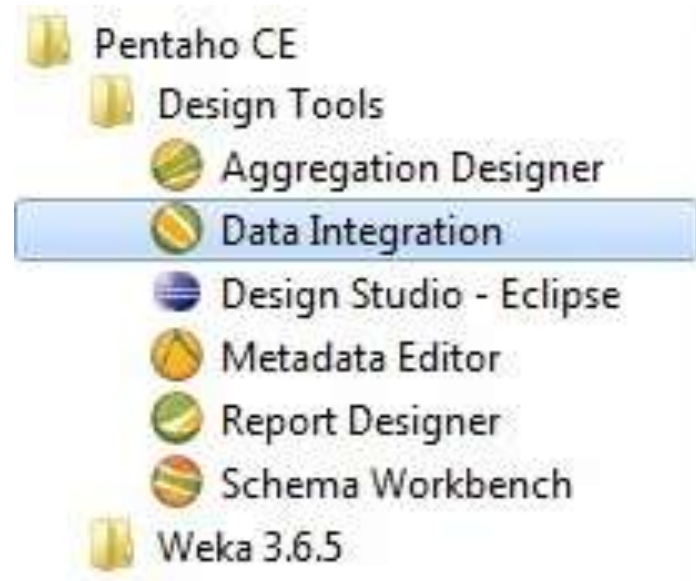 Pentaho CE
Design Tools
Aggregation Designer
Data Integration
Design Studio - Eclipse
Metadata Editor
Report Designer
Schema Workbench
Weka 3.6.5